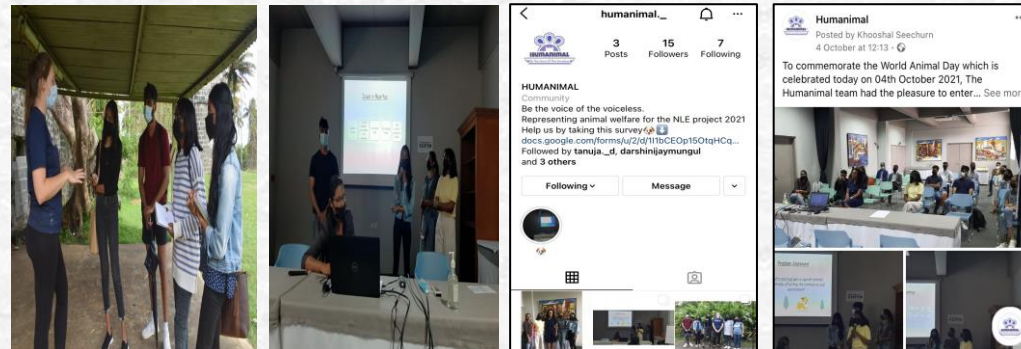 humanimal._
HUMANIMAL
3
15
7
Posts
Followers
Following
HUMANIMAL
Community
Be the voice of the voiceless.
Representing animal welfare for the NLE project 2021
Help us by taking this survey🐶⬇️
docs.google.com/forms/u/2/d/1I1bCEOp15OtqHCq...
Followed by tanuja._d, darshinijaymungul
and 3 others
Following
Message
Humanimal
Posted by Khooshal Seechurn
4 October at 12:13 ·
To commemorate the World Animal Day which is
celebrated today on 04th October 2021, The
Humanimal team had the pleasure to enter... See mor